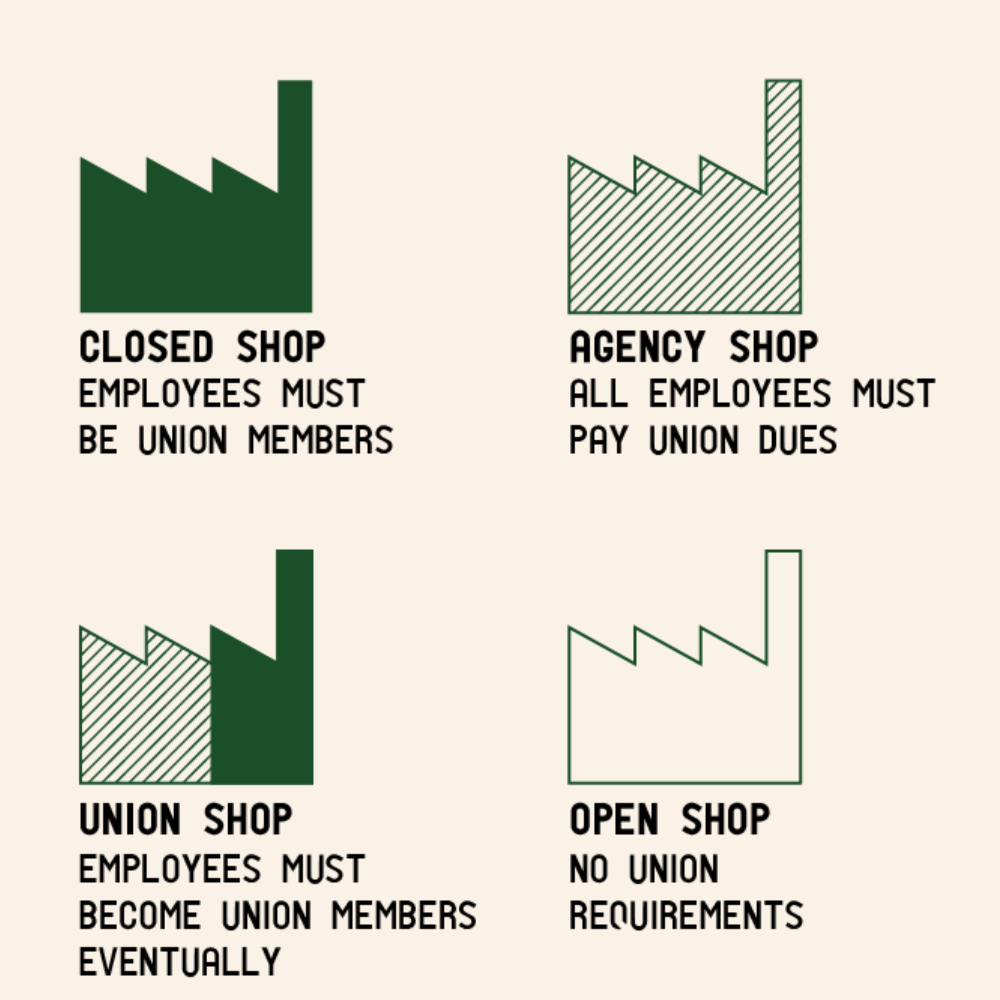 CLOSED SHOP
EMPLOYEES MUST
BE UNION MEMBERS
AGENCY SHOP
ALL EMPLOYEES MUST
PAY UNION DUES
UNION SHOP
EMPLOYEES MUST
BECOME UNION MEMBERS
EVENTUALLY
OPEN SHOP
NO UNION
REQUIREMENTS